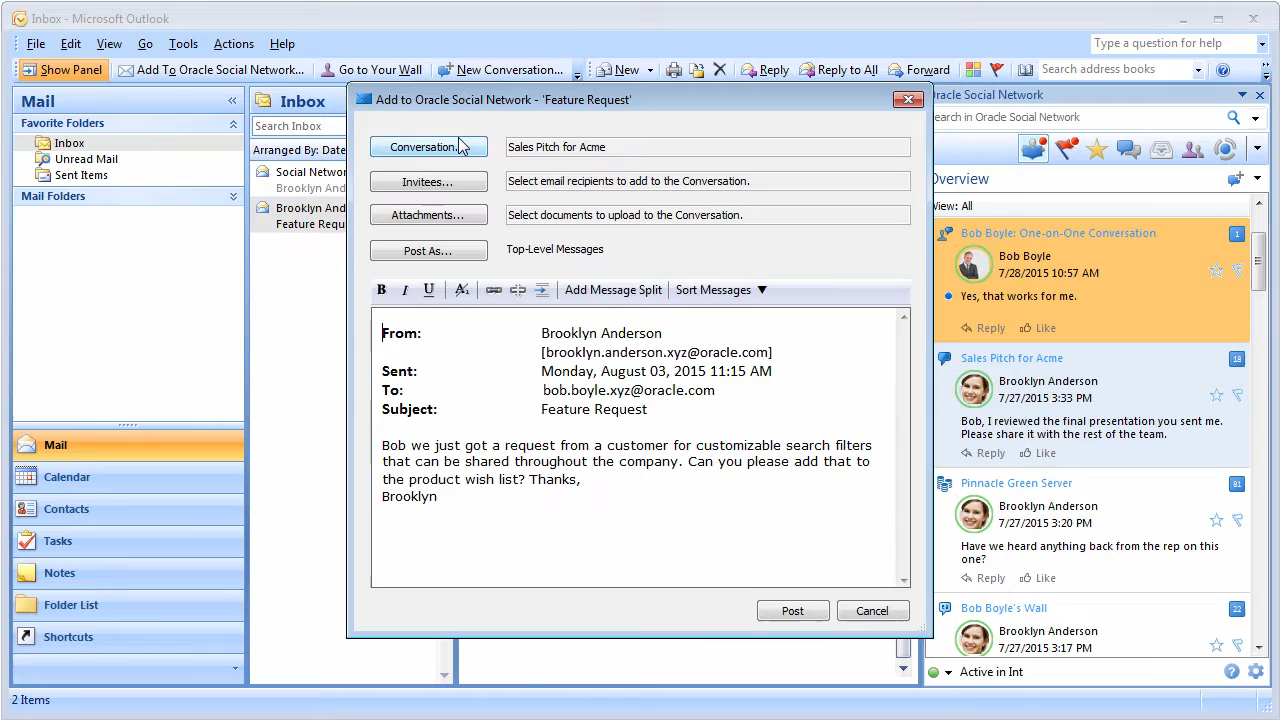 Inbox - Microsoft Outlook
File Edit View Go Tools Actions Help
Type a question for help
Show Panel Add To Oracle Social Network... Go to Your Wall New Conversation... New Reply Reply to All Forward Search address books
Mail
Favorite Folders
Inbox
Unread Mail
Sent Items
Mail Folders
Mail
Calendar
Contacts
Tasks
Notes
Folder List
Shortcuts
2 Items
Inbox
Search Inbox
Arranged By: Date
Social Netwo
Brooklyn And
Brooklyn And
Feature Requ
Add to Oracle Social Network - 'Feature Request'
Conversation... Sales Pitch for Acme
Invitees... Select email recipients to add to the Conversation.
Attachments... Select documents to upload to the Conversation.
Post As... Top-Level Messages
B I U A Add Message Split Sort Messages
From: Brooklyn Anderson
[brooklyn.anderson.xyz@oracle.com]
Sent: Monday, August 03, 2015 11:15 AM
To: bob.boyle.xyz@oracle.com
Subject: Feature Request
Bob we just got a request from a customer for customizable search filters
that can be shared throughout the company. Can you please add that to
the product wish list? Thanks,
Brooklyn
Post Cancel
Oracle Social Network
Search in Oracle Social Network
Overview
View: All
Bob Boyle: One-on-One Conversation 1
Bob Boyle
7/28/2015 10:57 AM
Yes, that works for me.
Reply Like
Sales Pitch for Acme 18
Brooklyn Anderson
7/27/2015 3:33 PM
Bob, I reviewed the final presentation you sent me.
Please share it with the rest of the team.
Reply Like
Pinnacle Green Server 81
Brooklyn Anderson
7/27/2015 3:20 PM
Have we heard anything back from the rep on this
one?
Reply Like
Bob Boyle's Wall 22
Brooklyn Anderson
7/27/2015 3:17 PM
Active in Int